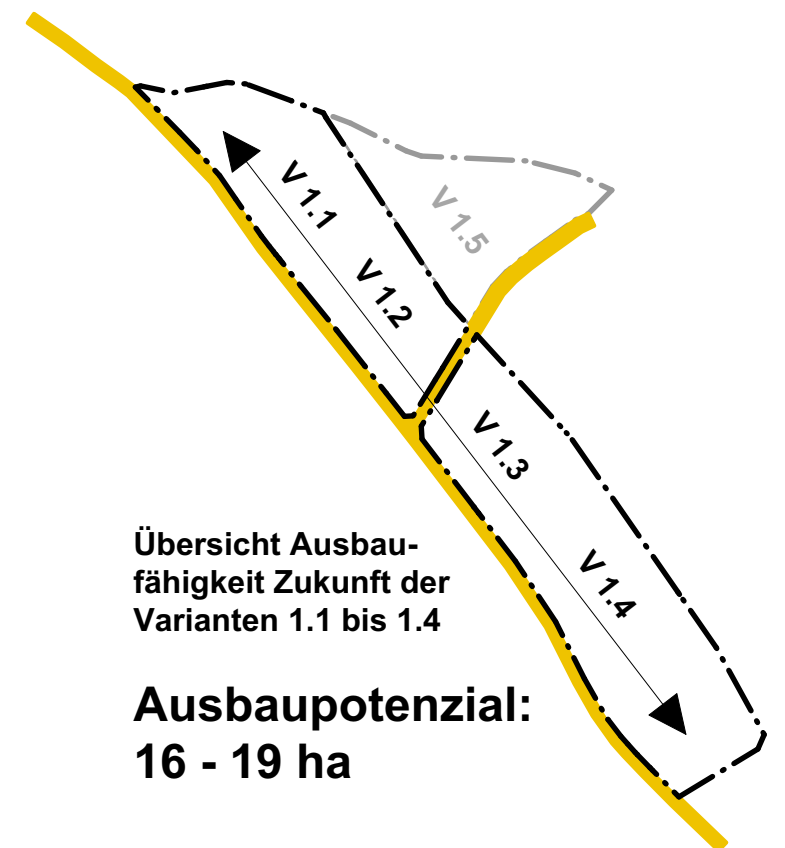 V 1.1
V 1.5
V 1.2
V 1.3
V 1.4
Übersicht Ausbau-
fähigkeit Zukunft der
Varianten 1.1 bis 1.4
Ausbaupotenzial:
16 - 19 ha